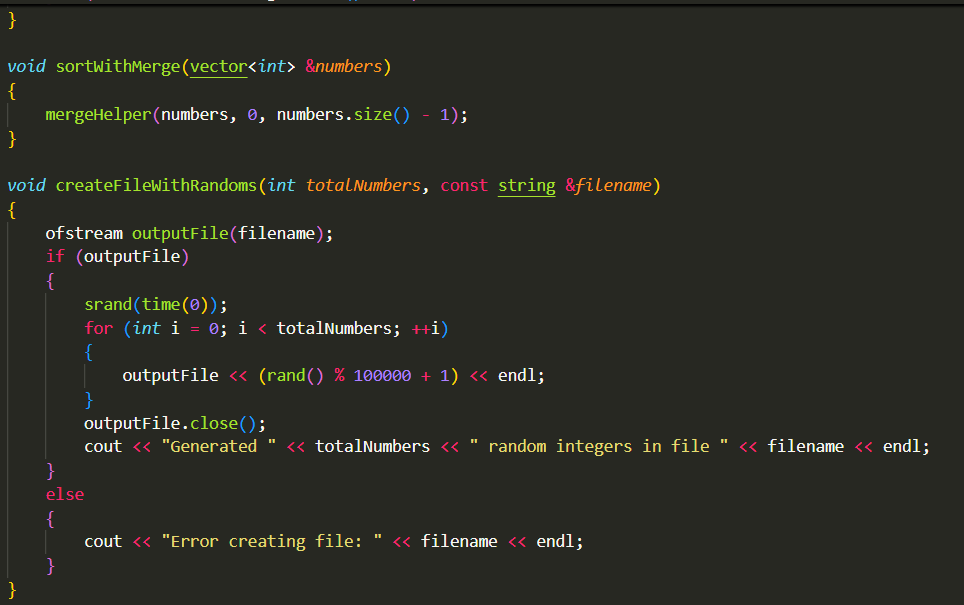 }
void sortWithMerge(vector<int> &numbers)
{
    mergeHelper(numbers, 0, numbers.size() - 1);
}
void createFileWithRandoms(int totalNumbers, const string &filename)
{
    ofstream outputFile(filename);
    if (outputFile)
    {
        srand(time(0));
        for (int i = 0; i < totalNumbers; ++i)
        {
            outputFile << (rand() % 100000 + 1) << endl;
        }
        outputFile.close();
        cout << "Generated " << totalNumbers << " random integers in file " << filename << endl;
    }
    else
    {
        cout << "Error creating file: " << filename << endl;
    }
}